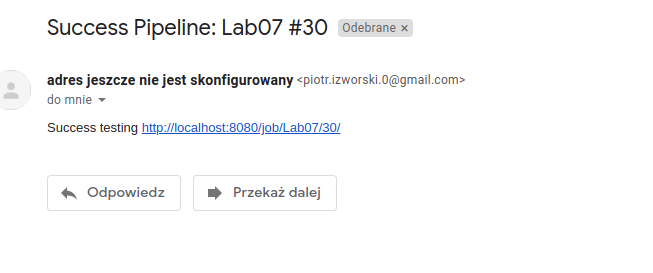 Success Pipeline: Lab07 #30 Odebrane ×
adres jeszcze nie jest skonfigurowany <piotr.izworski.0@gmail.com>
do mnie
Success testing http://localhost:8080/job/Lab07/30/
Odpowiedz Przekaż dalej